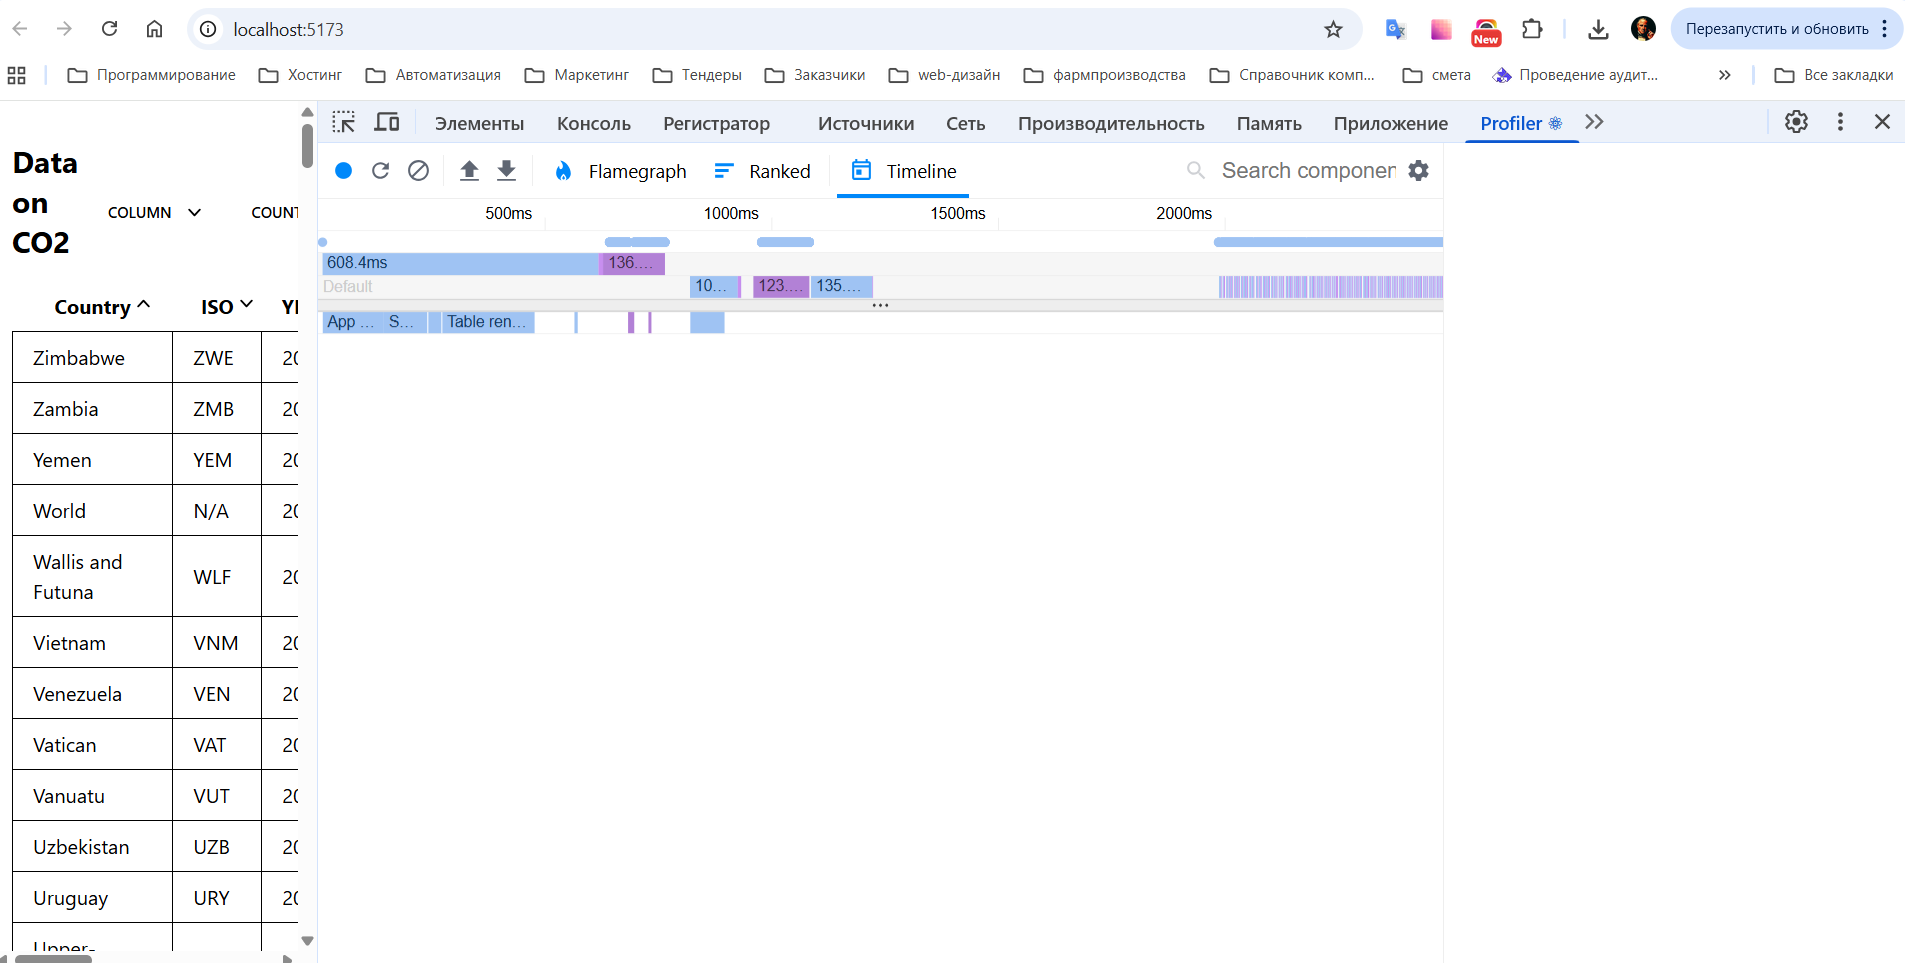 localhost:5173
New
Перезапустить и обновить
Программирование
Хостинг
Автоматизация
Маркетинг
Тендеры
Заказчики
web-дизайн
фармпроизводства
Справочник комп...
смета
Проведение аудит...
Все закладки
Элементы
Консоль
Регистратор
Источники
Сеть
Производительность
Память
Приложение
Profiler
Flamegraph
Ranked
Timeline
Search componen
500ms
1000ms
1500ms
2000ms
608.4ms
136....
Default
10...
123....
135....
App ...
S...
Table ren...
Data
on
CO2
COLUMN
COUNT
Country
ISO
YE
Zimbabwe ZWE 20
Zambia ZMB 20
Yemen YEM 20
World N/A 20
Wallis and
Futuna
WLF 20
Vietnam VNM 20
Venezuela VEN 20
Vatican VAT 20
Vanuatu VUT 20
Uzbekistan UZB 20
Uruguay URY 20
Upper-